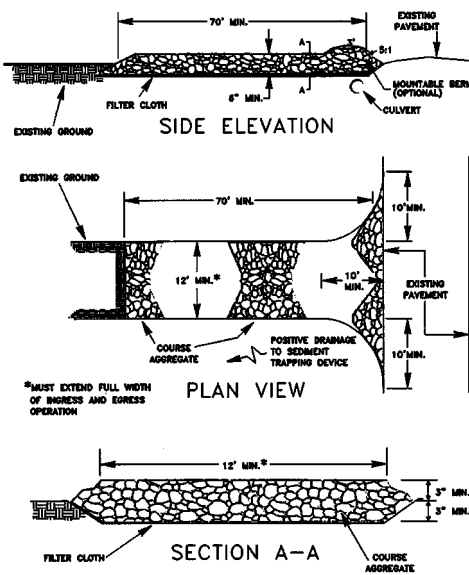 70' MIN.
EXISTING
PAVEMENT
A
3'
5:1
FILTER CLOTH
6" MIN.
A
MOUNTABLE BERM
(OPTIONAL)
EXISTING GROUND
CULVERT
SIDE ELEVATION
EXISTING GROUND
70' MIN.
10'MIN.
12' MIN.*
10'
MIN.
EXISTING
PAVEMENT
COURSE
AGGREGATE
POSITIVE DRAINAGE
TO SEDIMENT
TRAPPING DEVICE
10'MIN.
*MUST EXTEND FULL WIDTH
OF INGRESS AND EGRESS
OPERATION
PLAN VIEW
12' MIN.*
3" MIN.
3" MIN.
FILTER CLOTH
SECTION A-A
COURSE
AGGREGATE